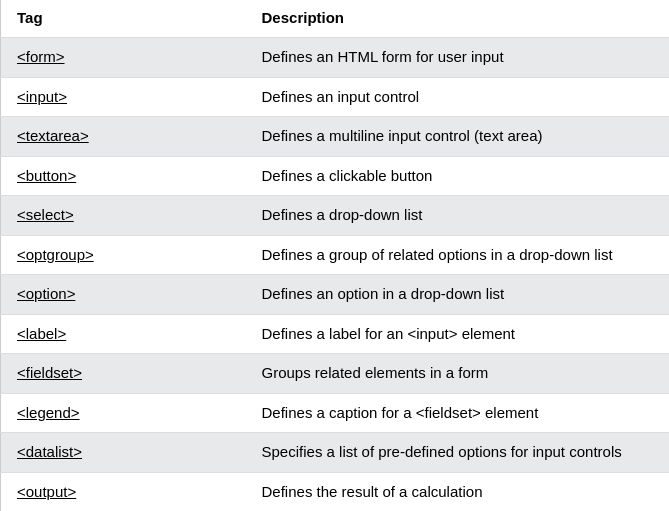 Tag Description
<form> Defines an HTML form for user input
<input> Defines an input control
<textarea> Defines a multiline input control (text area)
<button> Defines a clickable button
<select> Defines a drop-down list
<optgroup> Defines a group of related options in a drop-down list
<option> Defines an option in a drop-down list
<label> Defines a label for an <input> element
<fieldset> Groups related elements in a form
<legend> Defines a caption for a <fieldset> element
<datalist> Specifies a list of pre-defined options for input controls
<output> Defines the result of a calculation